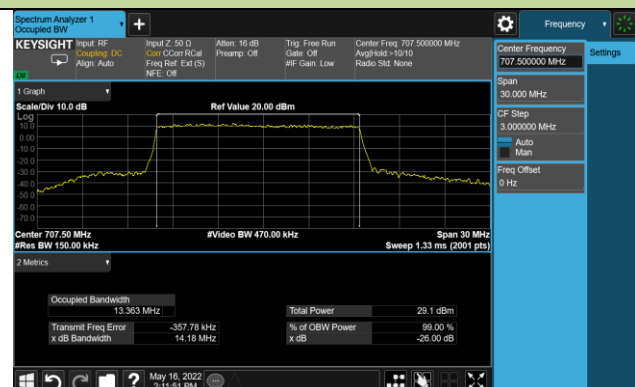 Spectrum Analyzer 1
Occupied BW
Frequency
KEYSIGHT
Input: RF
Coupling: DC
Align: Auto
Input Z: 50 Ω
Corr CCorr RCal
Freq Ref: Ext (S)
NFE: Off
Atten: 16 dB
Preamp: Off
Trig: Free Run
Gate: Off
#IF Gain: Low
Center Freq: 707.500000 MHz
Avg|Hold:>10/10
Radio Std: None
Center Frequency
707.500000 MHz
Settings
Span
30.000 MHz
CF Step
3.000000 MHz
Auto
Man
Freq Offset
0 Hz
1 Graph
Scale/Div 10.0 dB
Ref Value 20.00 dBm
Log
10.0
0.00
-10.0
-20.0
-30.0
-40.0
-50.0
-60.0
-70.0
Center 707.50 MHz
#Video BW 470.00 kHz
Span 30 MHz
#Res BW 150.00 kHz
Sweep 1.33 ms (2001 pts)
2 Metrics
Occupied Bandwidth
13.363 MHz
Total Power 29.1 dBm
Transmit Freq Error -357.78 kHz
% of OBW Power 99.00 %
x dB Bandwidth 14.18 MHz
x dB -26.00 dB
May 16, 2022
2:11:51 PM